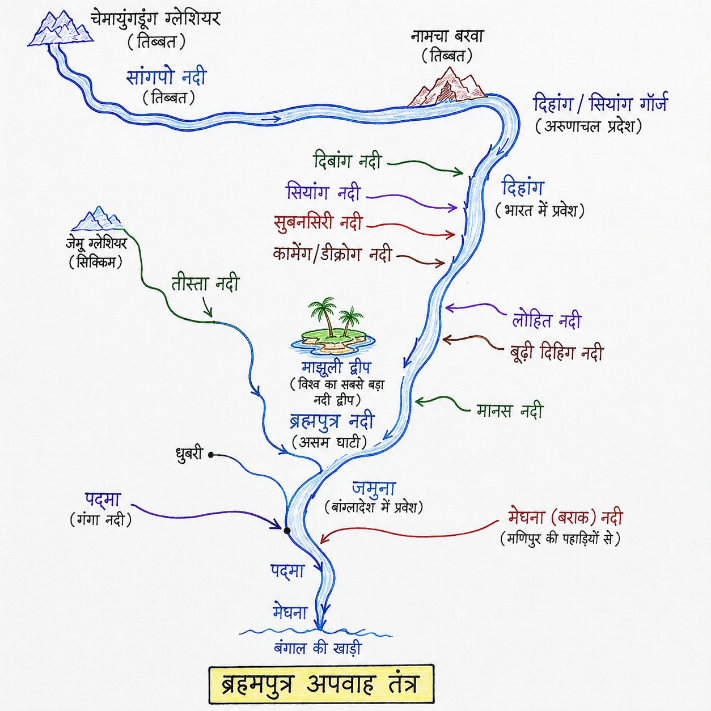 चेमायुंगडूंग ग्लेशियर
(तिब्बत)
नामचा बरवा
(तिब्बत)
सांगपो नदी
(तिब्बत)
दिहांग / सियांग गॉर्ज
(अरुणाचल प्रदेश)
दिबांग नदी
दिहांग
(भारत में प्रवेश)
सियांग नदी
सुबनसिरी नदी
कामेंग/डीक्रोग नदी
जेमू ग्लेशियर
(सिक्किम)
तीस्ता नदी
लोहित नदी
बूढ़ी दिहिग नदी
माझूली द्वीप
(विश्व का सबसे बड़ा
नदी द्वीप)
मानस नदी
ब्रह्मपुत्र नदी
(असम घाटी)
धुबरी
जमुना
(बांग्लादेश में प्रवेश)
पद्मा
(गंगा नदी)
मेघना (बराक) नदी
(मणिपुर की पहाड़ियों से)
पद्मा
मेघना
बंगाल की खाड़ी
ब्रहमपुत्र अपवाह तंत्र